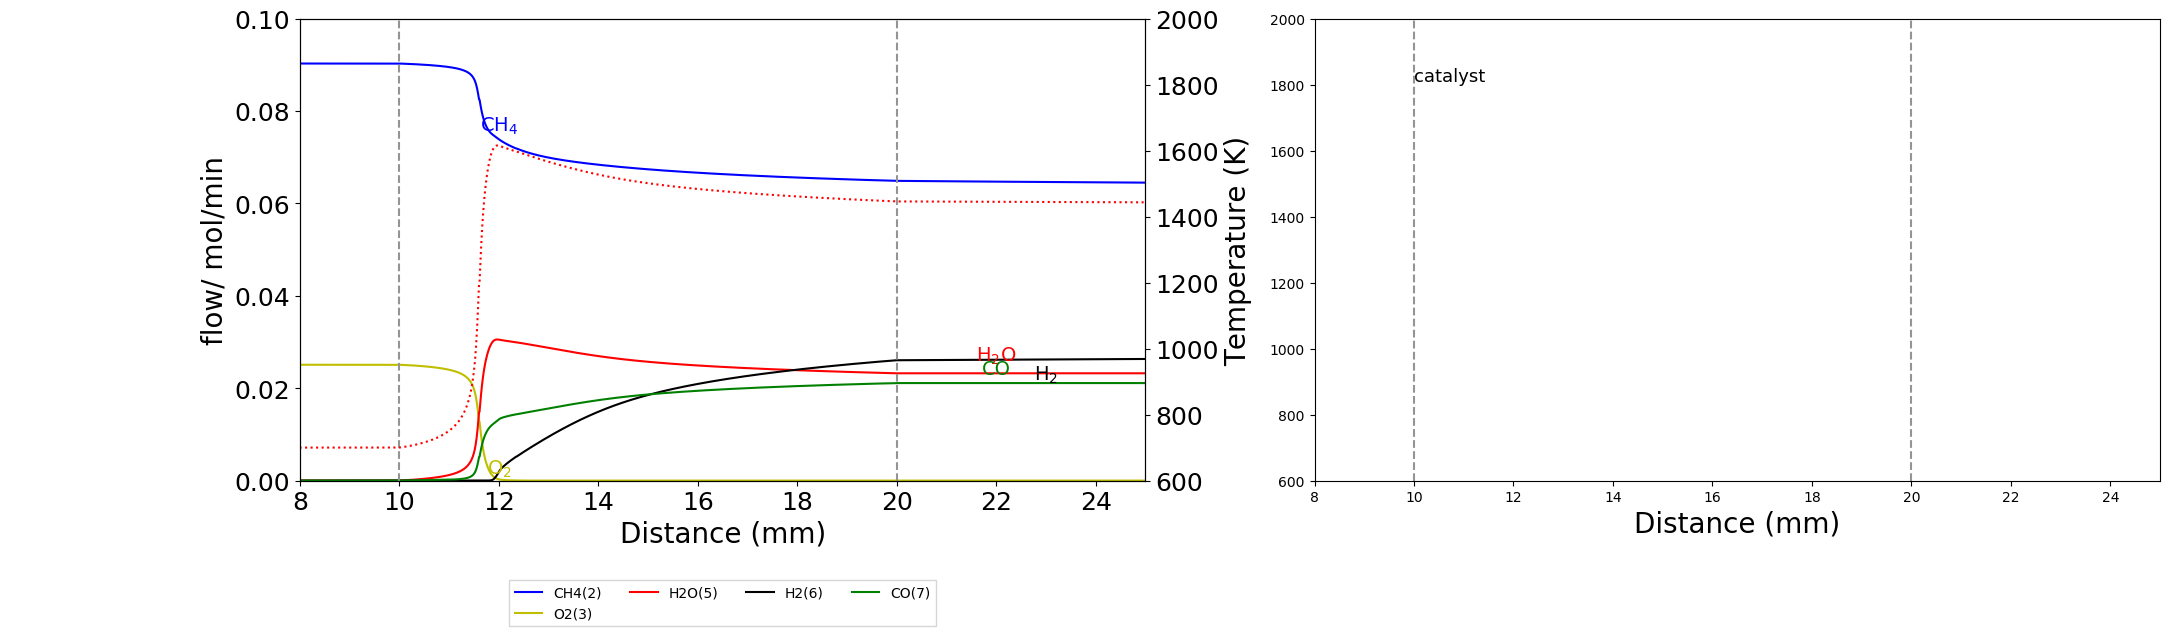 0.10
0.08
0.06
0.04
0.02
0.00
flow/ mol/min
8 10 12 14 16 18 20 22 24
Distance (mm)
CH4
O2
H2O
CO
H2
2000
1800
1600
1400
1200
1000
800
600
Temperature (K)
CH4(2) H2O(5) H2(6) CO(7)
O2(3)
2000
1800
1600
1400
1200
1000
800
600
catalyst
8 10 12 14 16 18 20 22 24
Distance (mm)